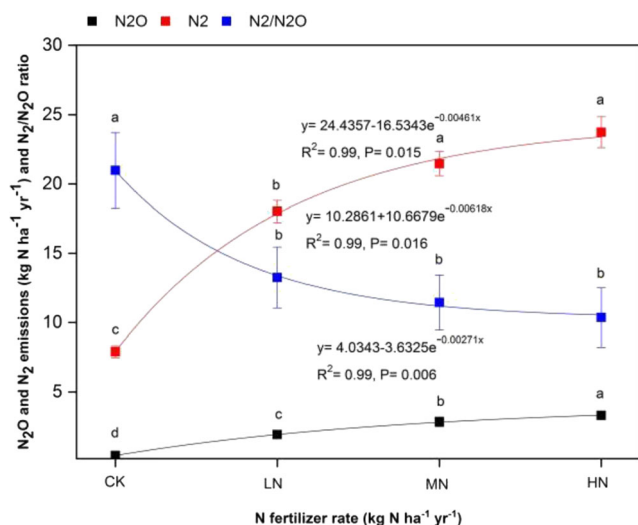 N2O N2 N2/N2O
N₂O and N₂ emissions (kg N ha⁻¹ yr⁻¹) and N₂/N₂O ratio
30
25
20
15
10
5
a
b
a
a
y= 24.4357-16.5343e⁻⁰·⁰⁰⁴⁶¹ˣ
R²= 0.99, P= 0.015
y= 10.2861+10.6679e⁻⁰·⁰⁰⁶¹⁸ˣ
R²= 0.99, P= 0.016
c
b
b
b
y= 4.0343-3.6325e⁻⁰·⁰⁰²⁷¹ˣ
R²= 0.99, P= 0.006
d
c
b
a
CK LN MN HN
N fertilizer rate (kg N ha⁻¹ yr⁻¹)